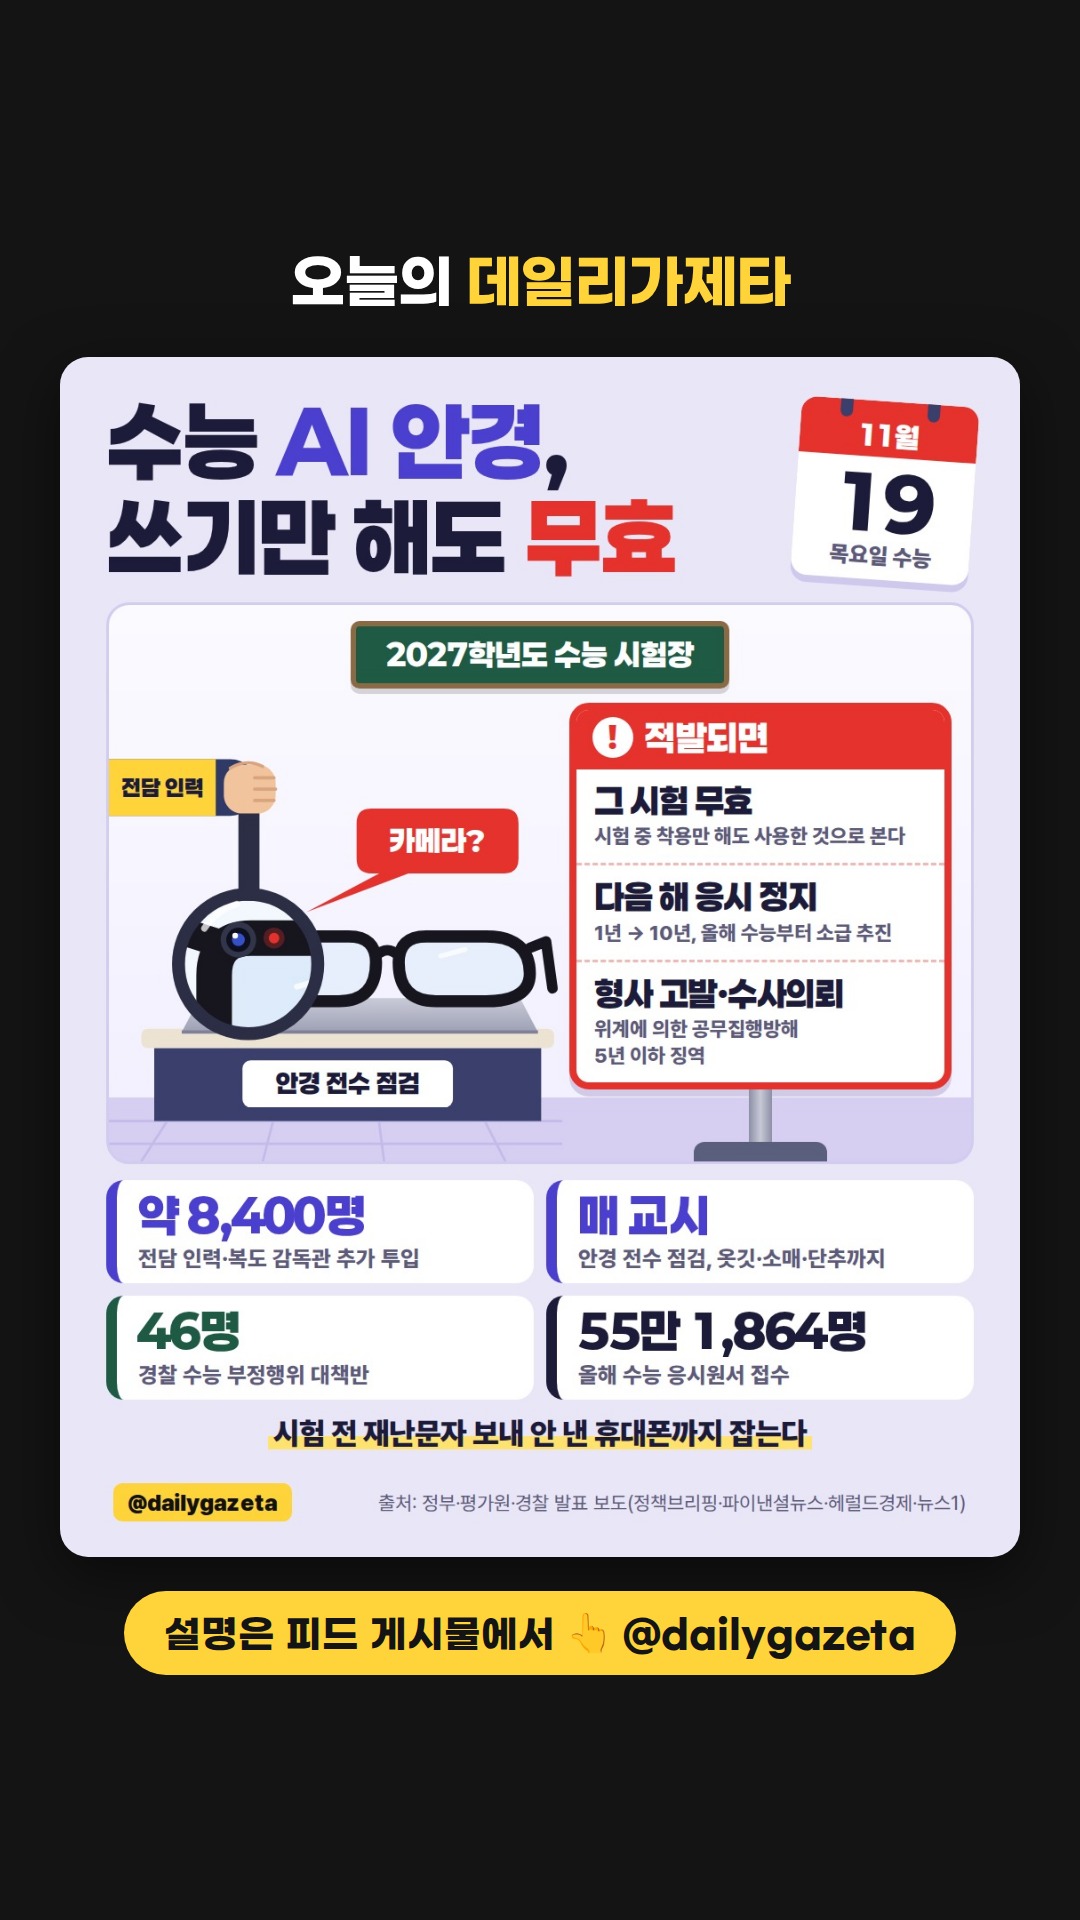 오늘의 데일리가제타
수능 AI 안경,
쓰기만 해도 무효
11월
19
목요일 수능
2027학년도 수능 시험장
전담 인력
카메라?
안경 전수 점검
! 적발되면
그 시험 무효
시험 중 착용만 해도 사용한 것으로 본다
다음 해 응시 정지
1년 → 10년, 올해 수능부터 소급 추진
형사 고발·수사의뢰
위계에 의한 공무집행방해
5년 이하 징역
약 8,400명
전담 인력·복도 감독관 추가 투입
매 교시
안경 전수 점검, 옷깃·소매·단추까지
46명
경찰 수능 부정행위 대책반
55만 1,864명
올해 수능 응시원서 접수
시험 전 재난문자 보내 안 낸 휴대폰까지 잡는다
@dailygazeta
출처: 정부·평가원·경찰 발표 보도(정책브리핑·파이낸셜뉴스·헤럴드경제·뉴스1)
설명은 피드 게시물에서 👆 @dailygazeta